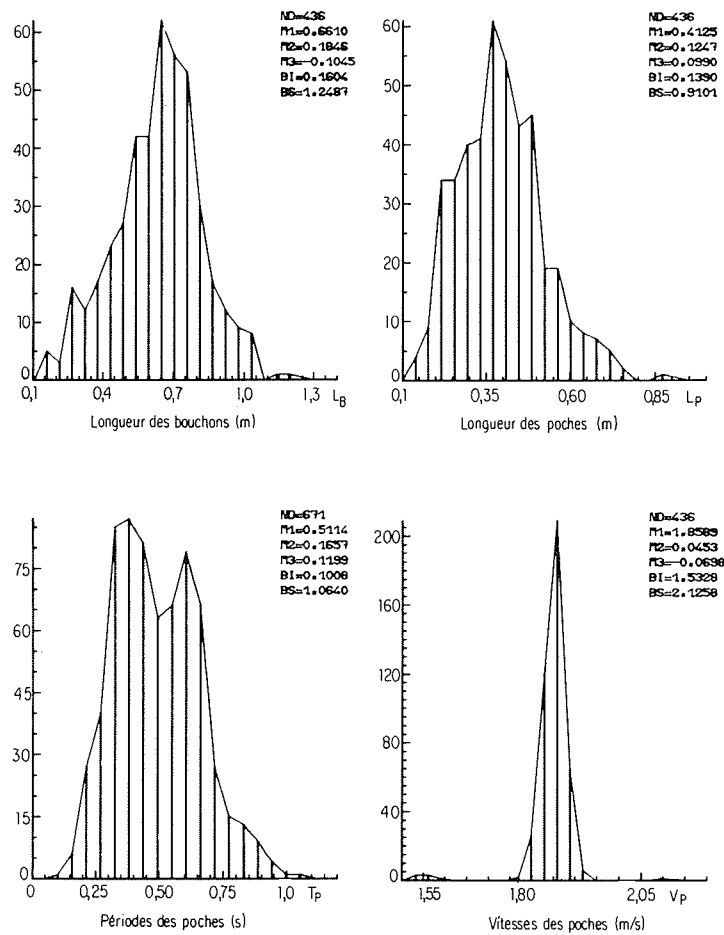 60
50
40
30
20
10
0
ND=436
M1=0.6610
M2=0.1846
M3=-0.1045
BI=0.1604
BS=1.2487
0,1 0,4 0,7 1,0 1,3 L_B
Longueur des bouchons (m)
60
50
40
30
20
10
0
ND=436
M1=0.4125
M2=0.1247
M3=0.0990
BI=0.1390
BS=0.9101
0,1 0,35 0,60 0,85 L_P
Longueur des poches (m)
75
60
45
30
15
0
ND=671
M1=0.5114
M2=0.1657
M3=0.1199
BI=0.1008
BS=1.0640
0 0,25 0,50 0,75 1,0 T_P
Périodes des poches (s)
200
160
120
80
40
0
ND=436
M1=1.8589
M2=0.0453
M3=-0.0698
BI=1.5328
BS=2.1258
1,55 1,80 2,05 V_P
Vitesses des poches (m/s)